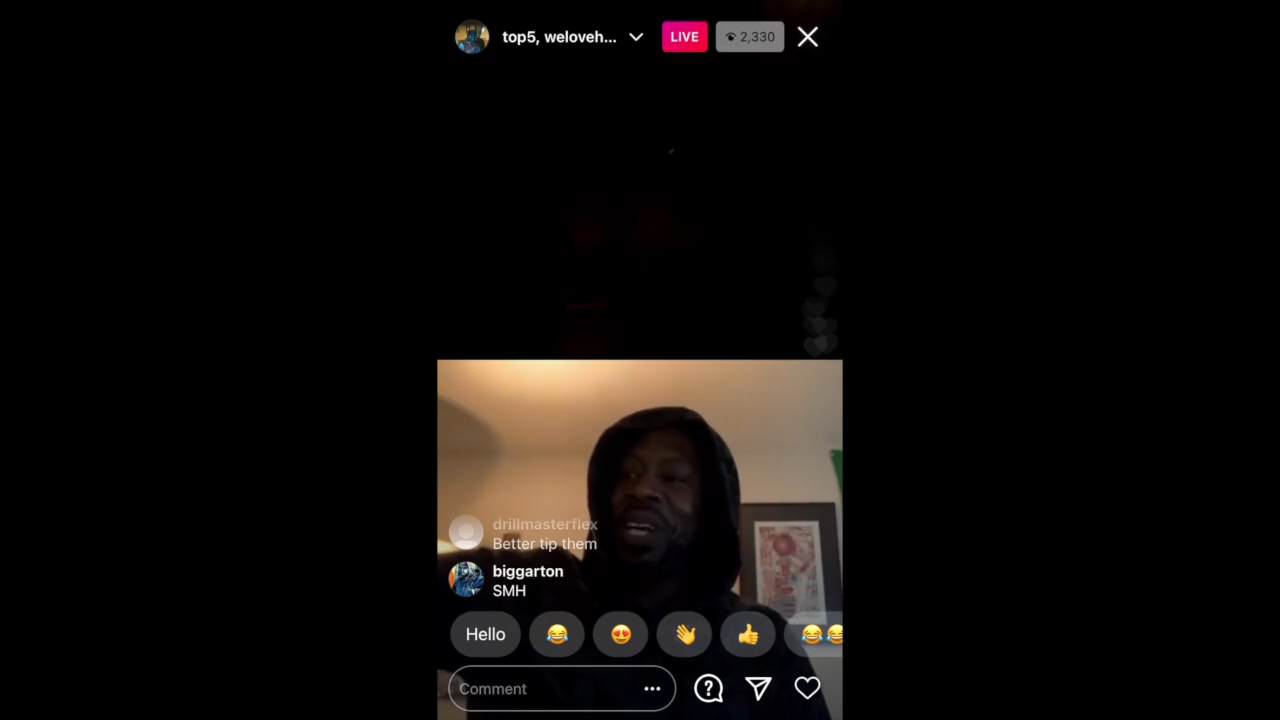 top5, weloveh...
LIVE
2,330
drillmasterflex
Better tip them
biggarton
SMH
Hello
Comment